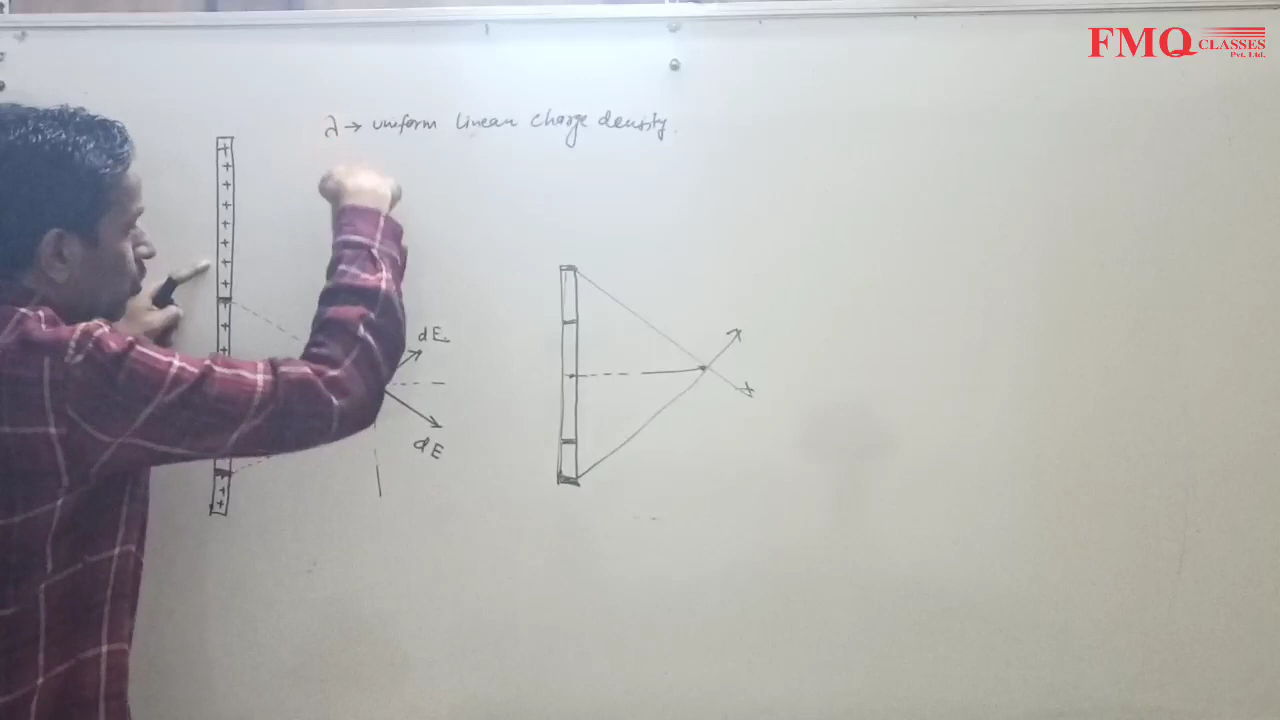 FMQ
CLASSES
Pvt. Ltd.
λ → uniform linear charge density.
dE
dE